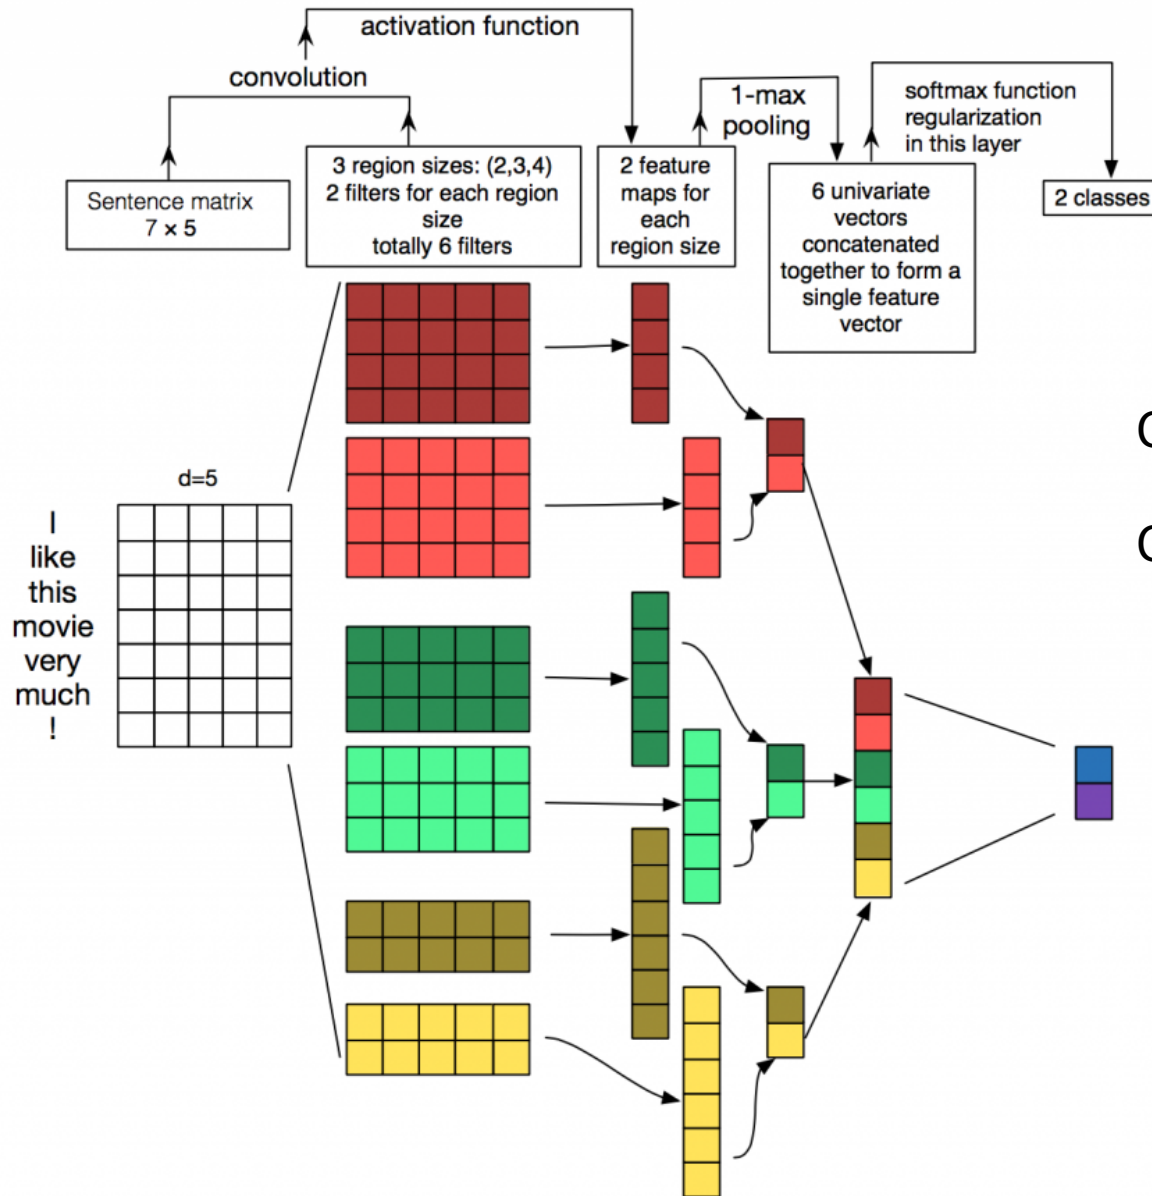 activation function
convolution
1-max
pooling
softmax function
regularization
in this layer
Sentence matrix
7 × 5
3 region sizes: (2,3,4)
2 filters for each region
size
totally 6 filters
2 feature
maps for
each
region size
6 univariate
vectors
concatenated
together to form a
single feature
vector
2 classes
d=5
I
like
this
movie
very
much
!